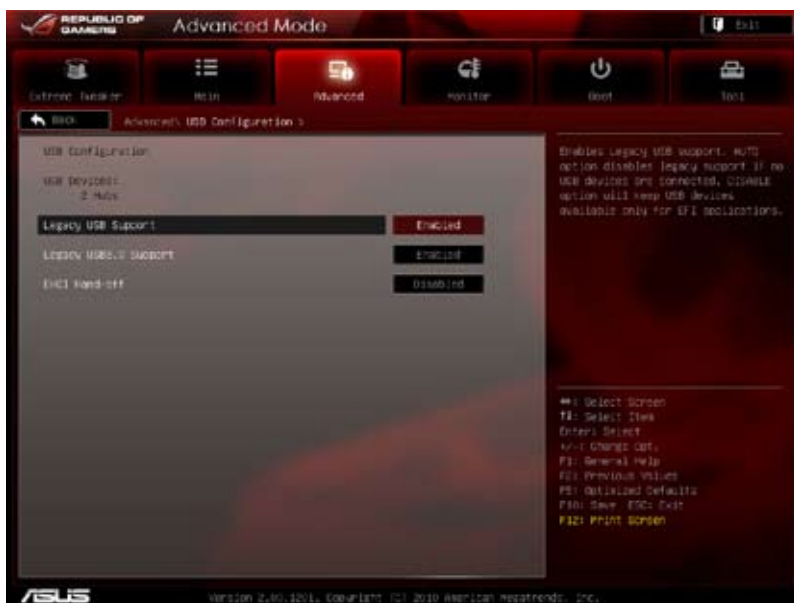 REPUBLIC OF GAMERS
Advanced Mode
Exit
Extreme Tweaker
Main
Advanced
Monitor
Boot
Tool
Back
Advanced\ USB Configuration >
USB Configuration
USB Devices:
2 Hubs
Legacy USB Support
Enabled
Legacy USB3.0 Support
Enabled
EHCI Hand-off
Disabled
Enables Legacy USB support. AUTO
option disables legacy support if no
USB devices are connected. DISABLE
option will keep USB devices
available only for EFI applications.
: Select Screen
: Select Item
Enter: Select
+/-: Change Opt.
F1: General Help
F2: Previous Values
F5: Optimized Defaults
F10: Save ESC: Exit
F12: Print Screen
ASUS
Version 2.00.1201. Copyright (C) 2010 American Megatrends, Inc.